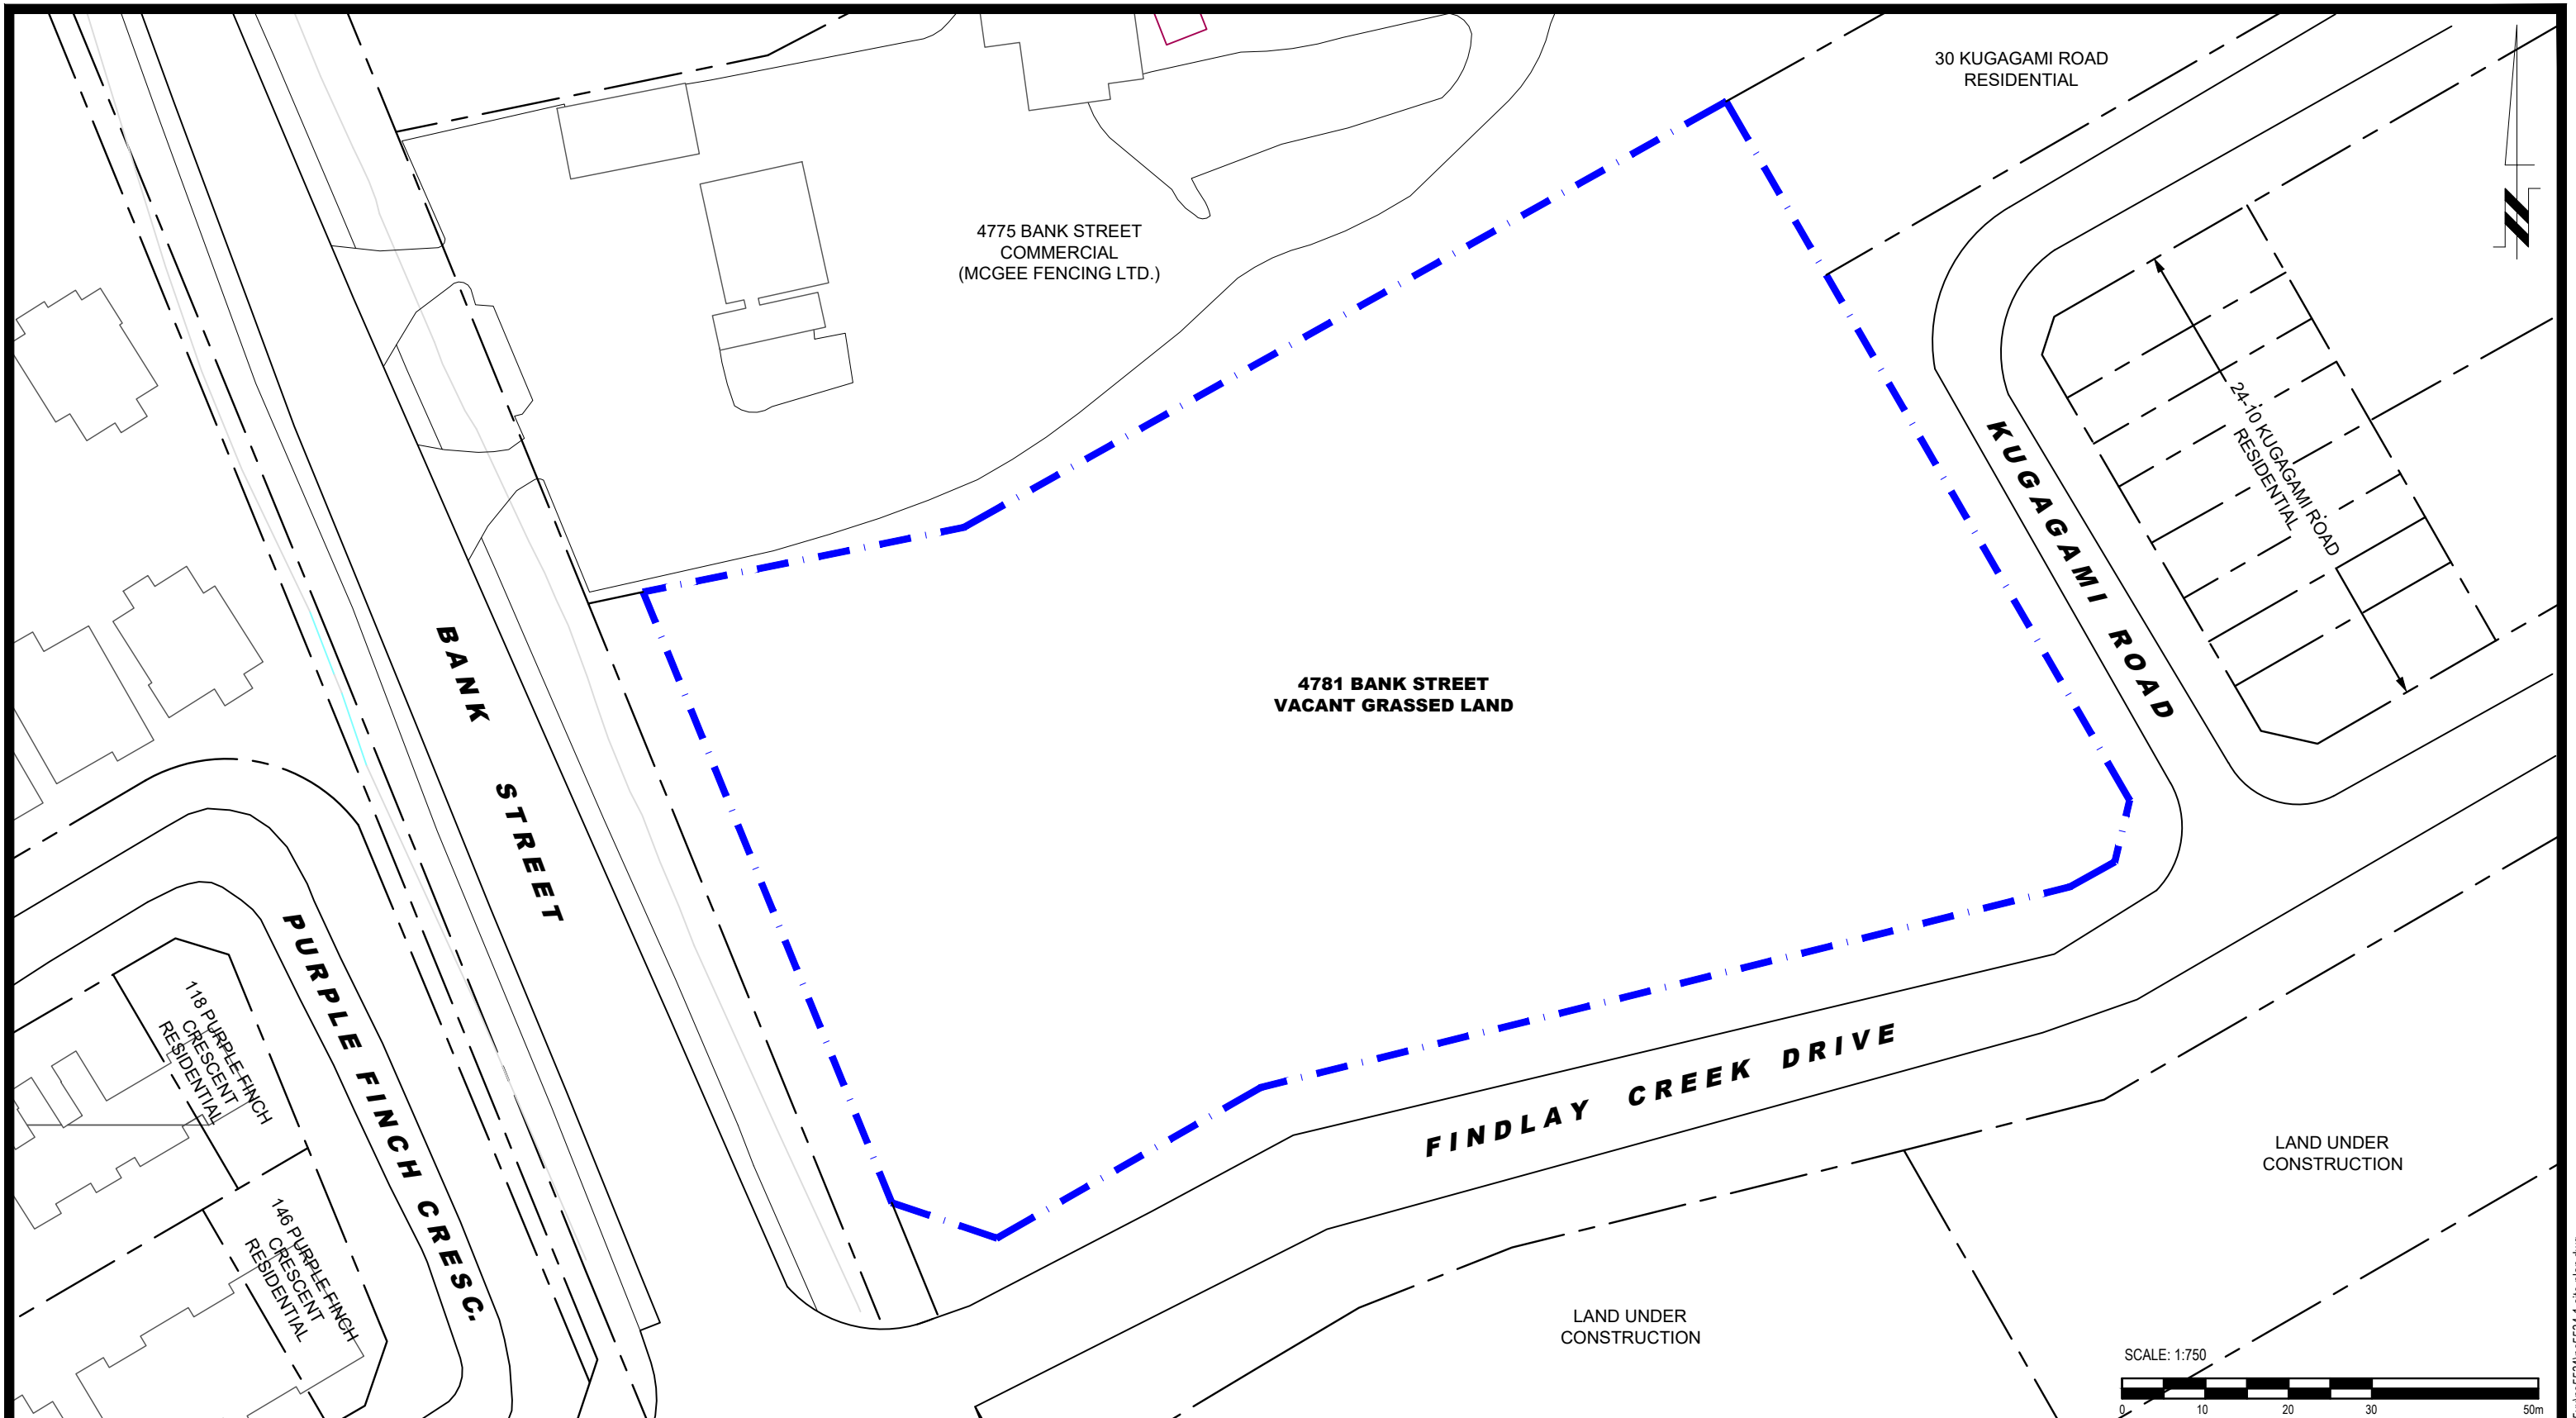 30 KUGAGAMI ROAD
RESIDENTIAL
4775 BANK STREET
COMMERCIAL
(MCGEE FENCING LTD.)
24-10 KUGAGAMI ROAD
RESIDENTIAL
KUGAGAMI ROAD
BANK STREET
4781 BANK STREET
VACANT GRASSED LAND
PURPLE FINCH CRESC.
118 PURPLE FINCH
CRESCENT
RESIDENTIAL
FINDLAY CREEK DRIVE
LAND UNDER
CONSTRUCTION
146 PURPLE FINCH
CRESCENT
RESIDENTIAL
LAND UNDER
CONSTRUCTION
SCALE: 1:750
0 10 20 30 50m